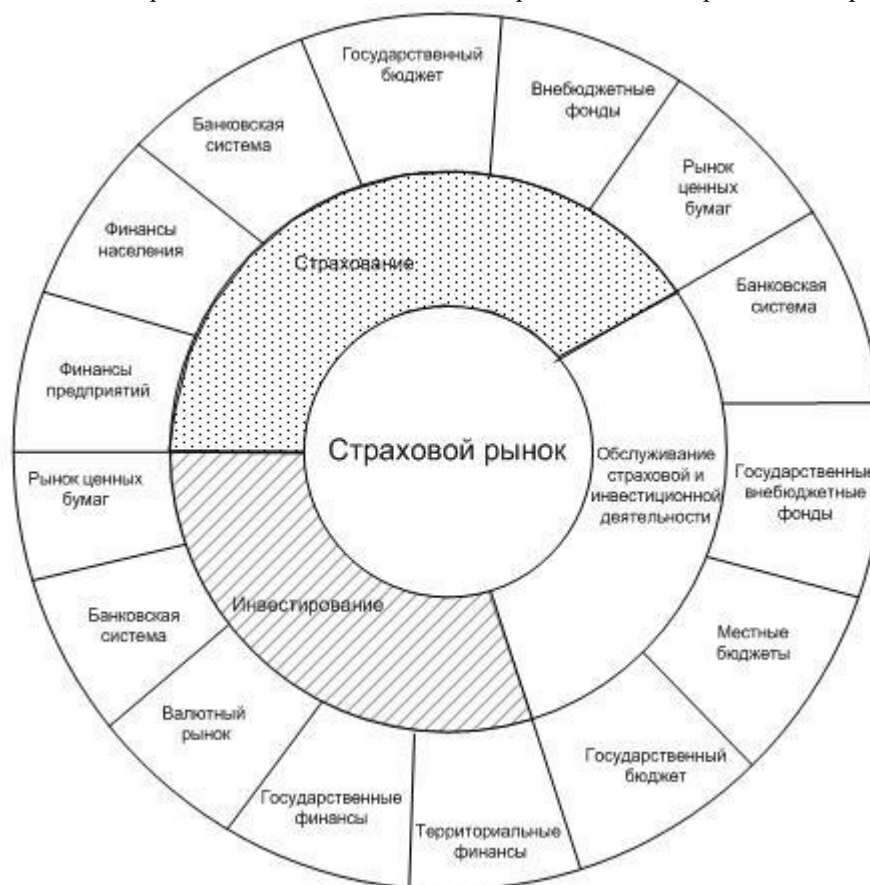 Государственный
бюджет
Внебюджетные
фонды
Банковская
система
Рынок
ценных
бумаг
Финансы
населения
Страхование
Банковская
система
Финансы
предприятий
Страховой рынок
Обслуживание
страховой и
инвестиционной
деятельности
Государственные
внебюджетные
фонды
Рынок ценных
бумаг
Банковская
система
Инвестирование
Местные
бюджеты
Валютный
рынок
Государственный
бюджет
Государственные
финансы
Территориальные
финансы